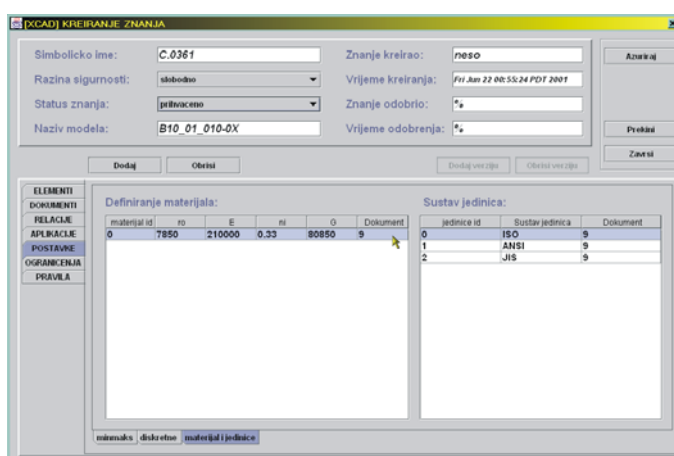 [XCAD] KREIRANJE ZNANJA
Simbolicko ime: C.0361 Znanje kreirao: neso
Razina sigurnosti: slobodno Vrijeme kreiranja: Fri Jun 22 00:55:24 PDT 2001
Status znanja: prihvaceno Znanje odobrio: *,
Naziv modela: B10_01_010-0X Vrijeme odobrenja: *,
Azuriraj
Prekini
Zavrsi
Dodaj Obrisi Dodaj verziju Obrisi verziju
ELEMENTI
DOKUMENTI
RELACIJE
APLIKACIJE
POSTAVKE
OGRANICENJA
PRAVILA
Definiranje materijala:
materijal id ro E ni G Dokument
0 7850 210000 0.33 80850 9
Sustav jedinica:
jedinice id Sustav jedinica Dokument
0 ISO 9
1 ANSI 9
2 JIS 9
minmaks diskretne materijal i jedinice